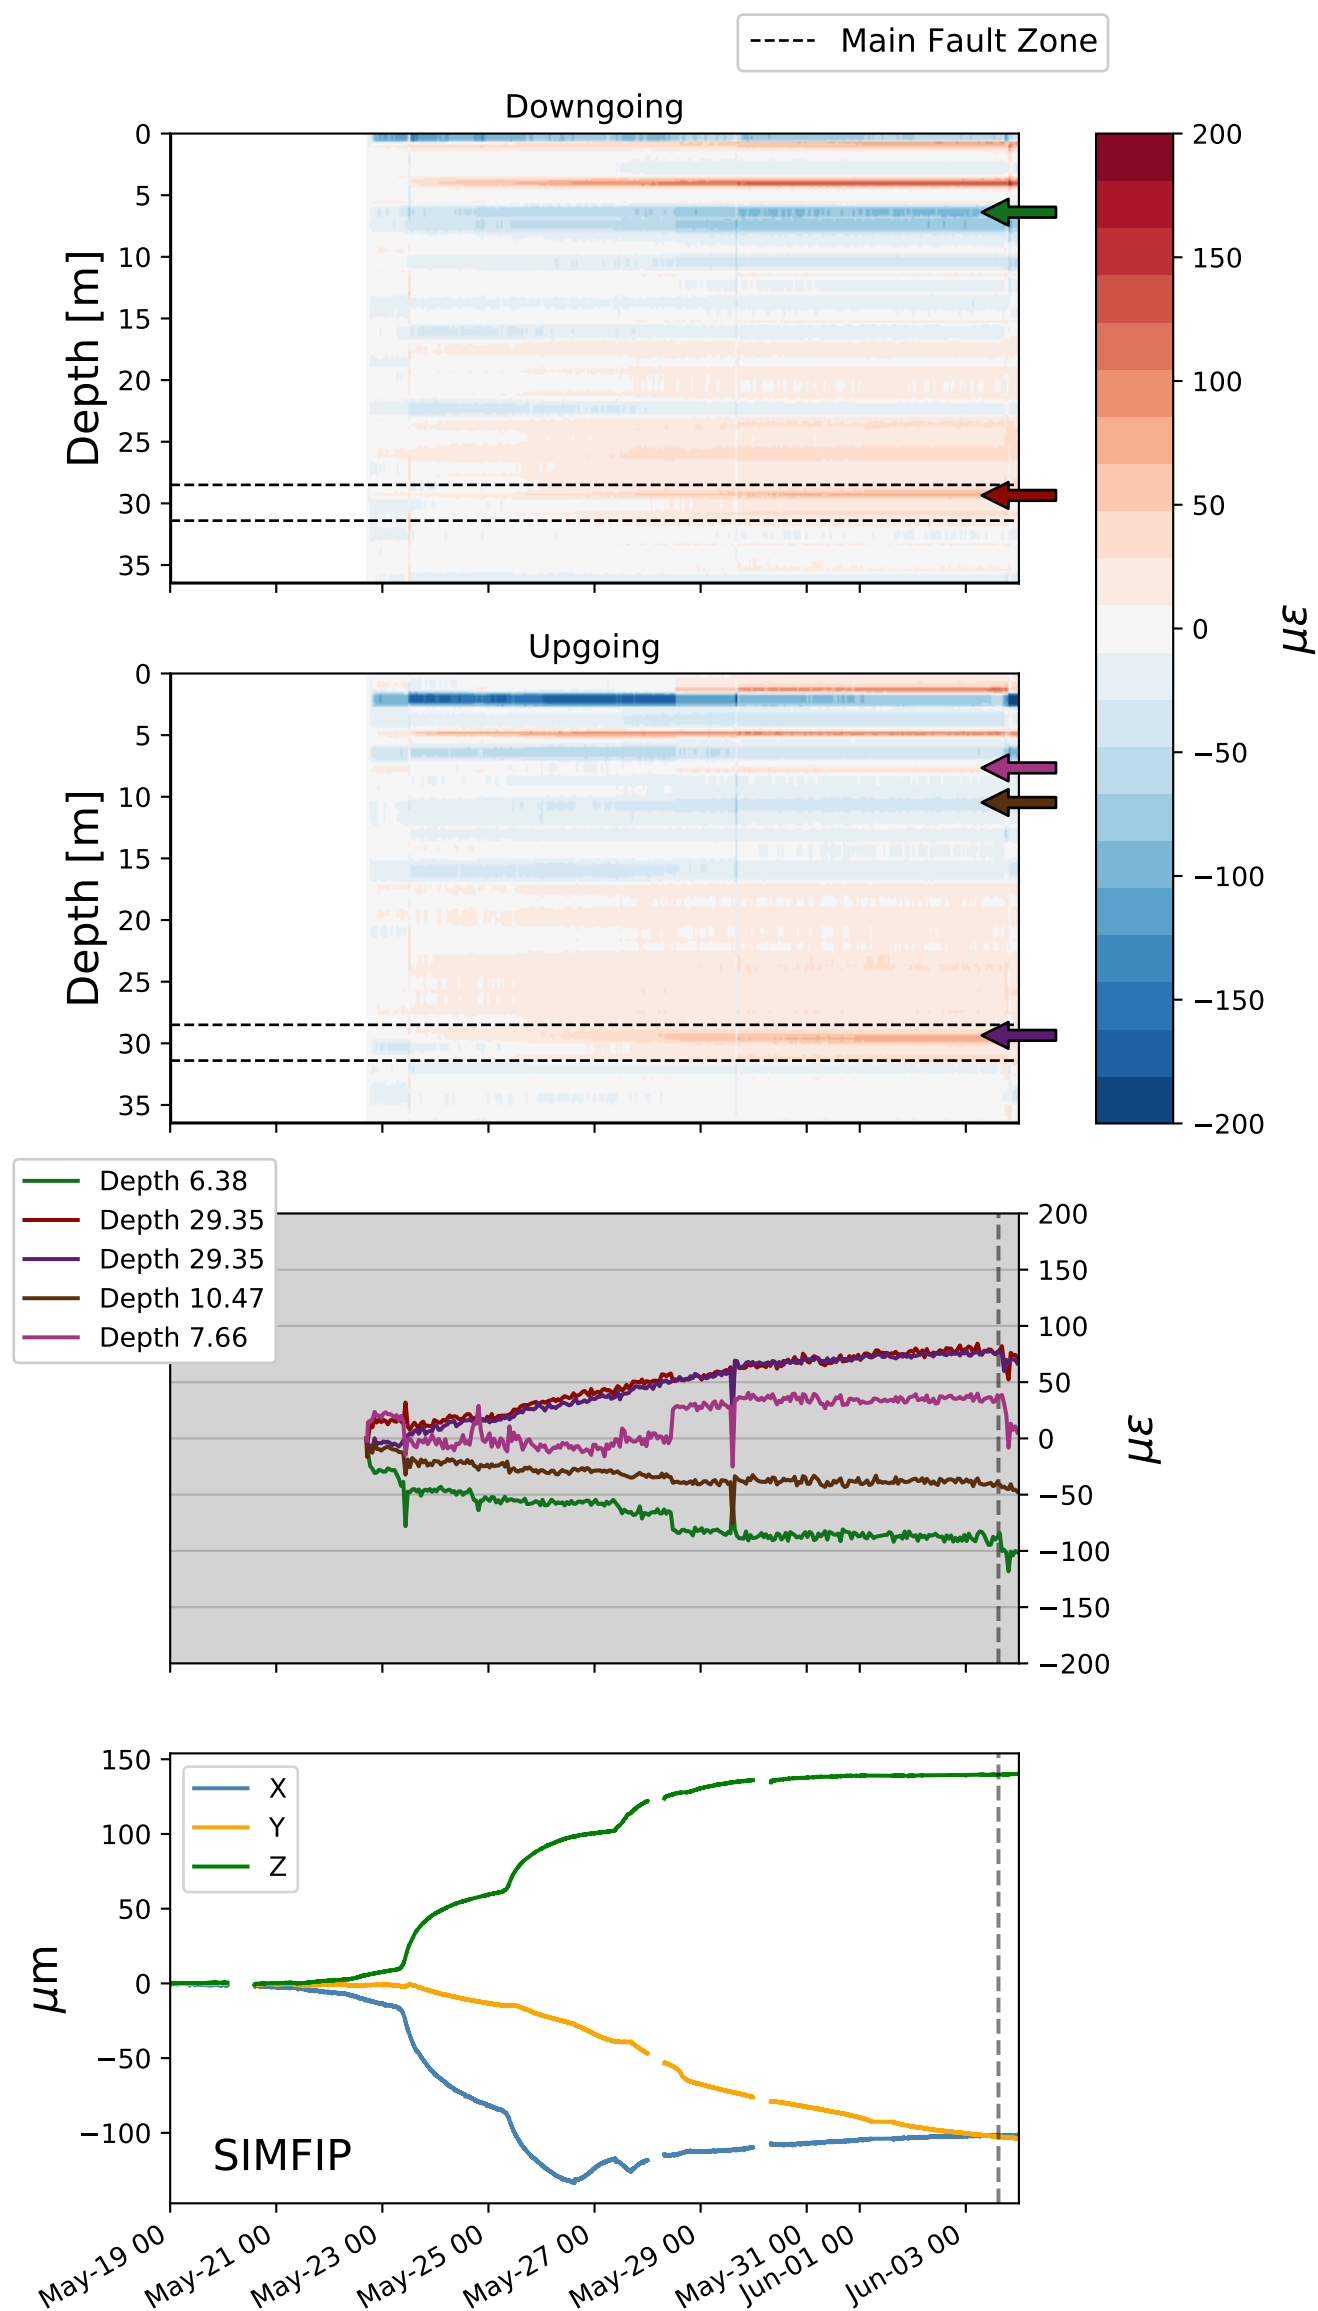 Main Fault Zone
Downgoing
0
5
10
15
20
25
30
35
Depth [m]
200
150
100
50
0
−50
−100
−150
−200
με
Upgoing
0
5
10
15
20
25
30
35
Depth [m]
Depth 6.38
Depth 29.35
Depth 29.35
Depth 10.47
Depth 7.66
200
150
100
50
0
−50
−100
−150
−200
με
150
100
50
0
−50
−100
μm
X
Y
Z
SIMFIP
May-19 00
May-21 00
May-23 00
May-25 00
May-27 00
May-29 00
May-31 00
Jun-01 00
Jun-03 00